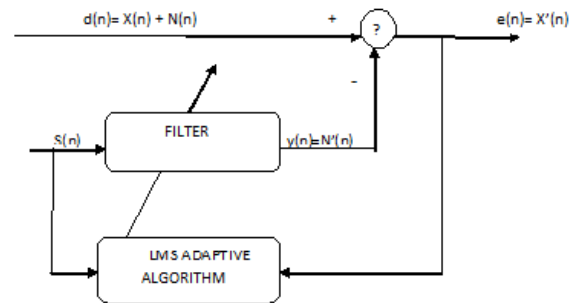 d(n)= X(n) + N(n)
+
?
e(n)= X'(n)
-
FILTER
S(n)
y(n)=N'(n)
LMS ADAPTIVE
ALGORITHM